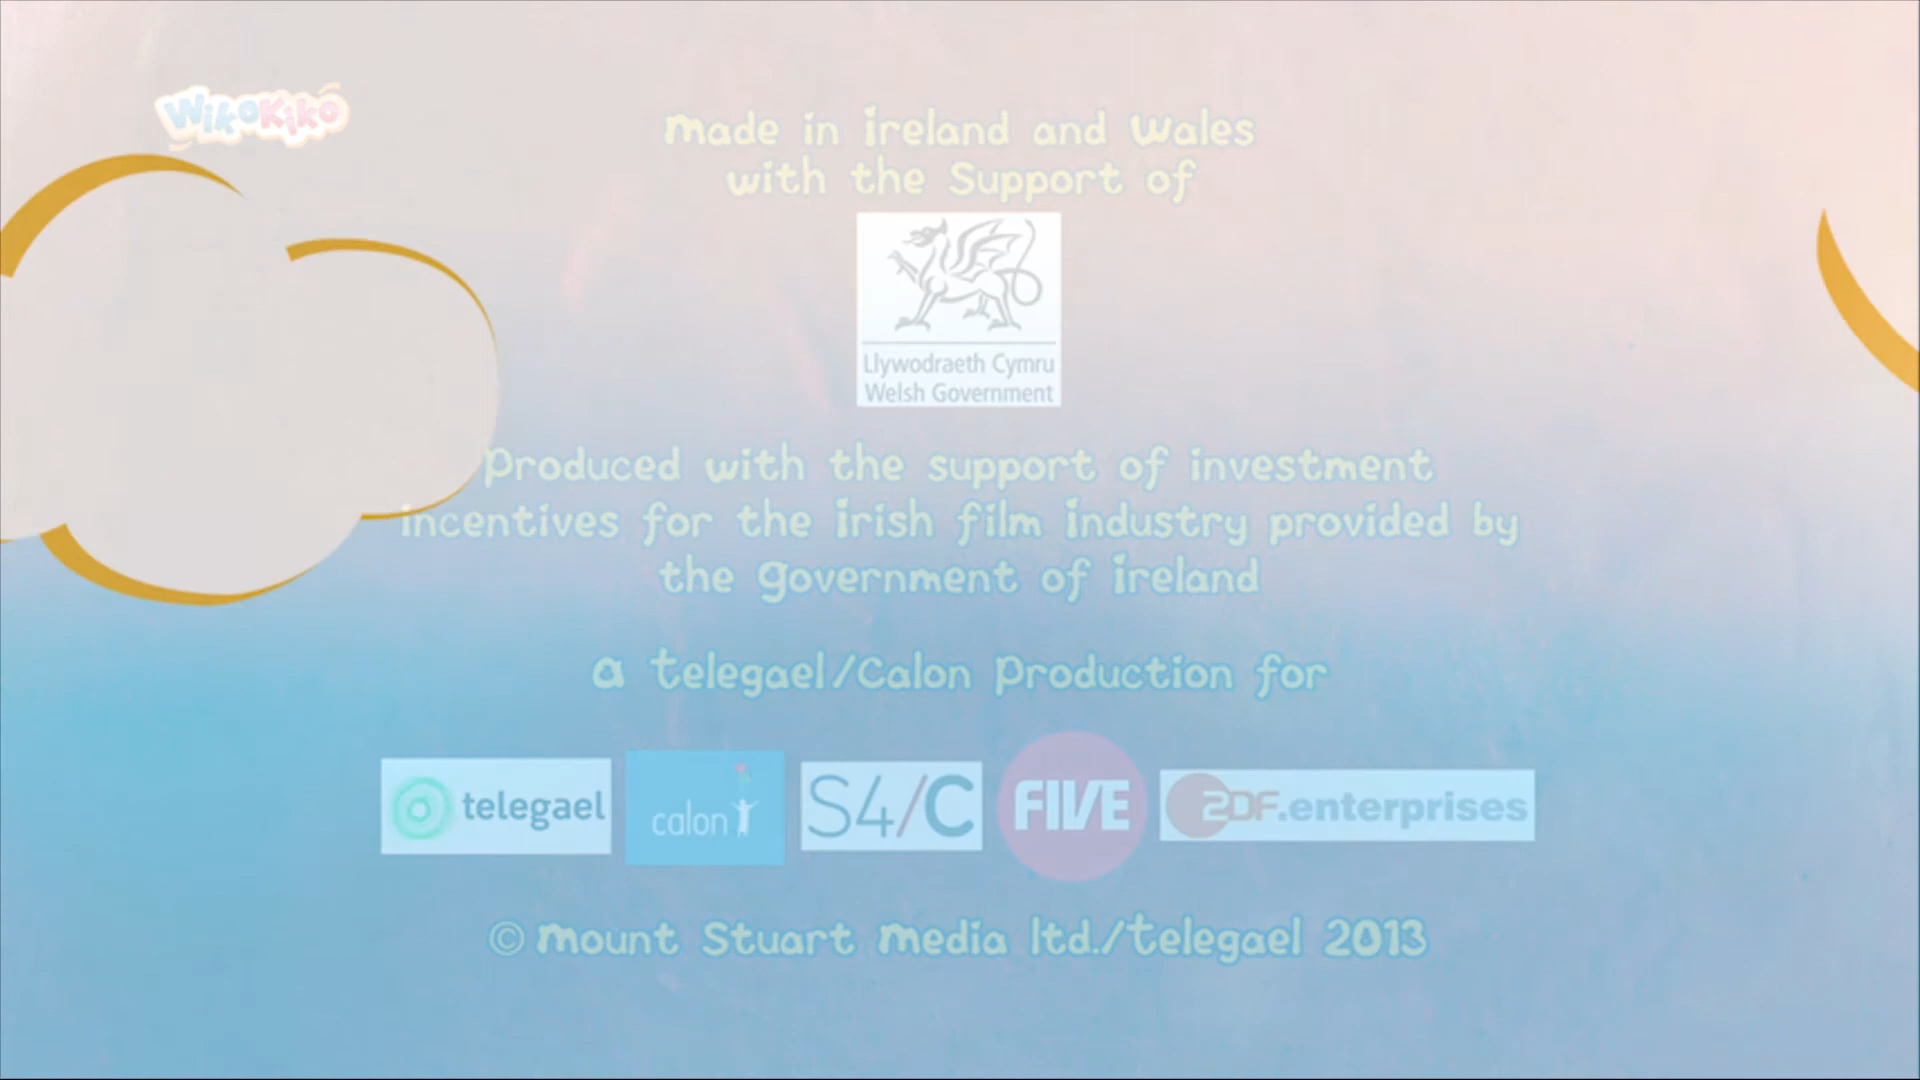 WikoKiko
made in ireland and wales
with the Support of
Llywodraeth Cymru
Welsh Government
Produced with the support of investment
incentives for the irish film industry provided by
the government of ireland
a telegael/Calon Production for
telegael
calon
S4/C
FIVE
ZDF.enterprises
© mount Stuart media ltd./telegael 2013